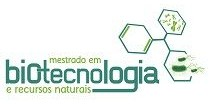 mestrado em
biotecnologia
e recursos naturais